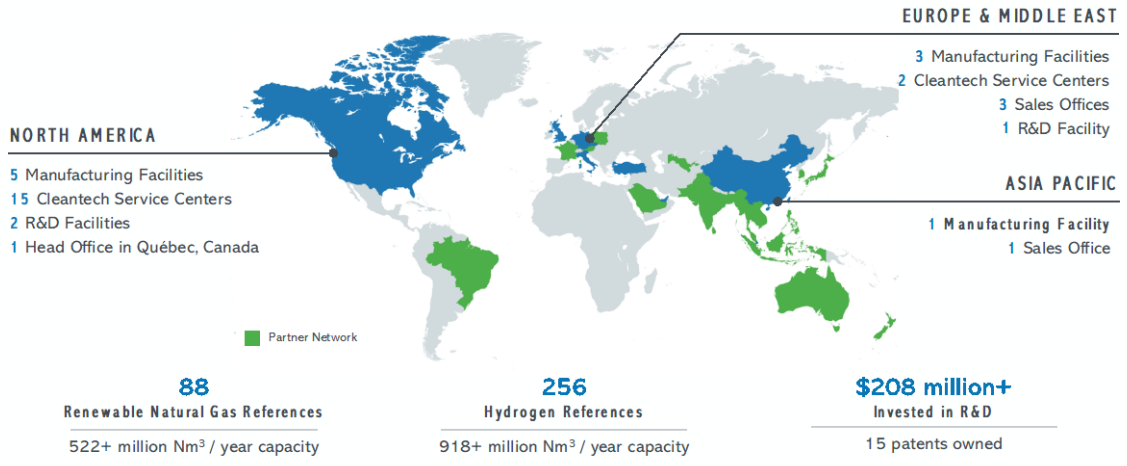 EUROPE & MIDDLE EAST
3 Manufacturing Facilities
2 Cleantech Service Centers
3 Sales Offices
1 R&D Facility
NORTH AMERICA
5 Manufacturing Facilities
15 Cleantech Service Centers
2 R&D Facilities
1 Head Office in Québec, Canada
ASIA PACIFIC
1 Manufacturing Facility
1 Sales Office
Partner Network
88
Renewable Natural Gas References
522+ million Nm³ / year capacity
256
Hydrogen References
918+ million Nm³ / year capacity
$208 million+
Invested in R&D
15 patents owned